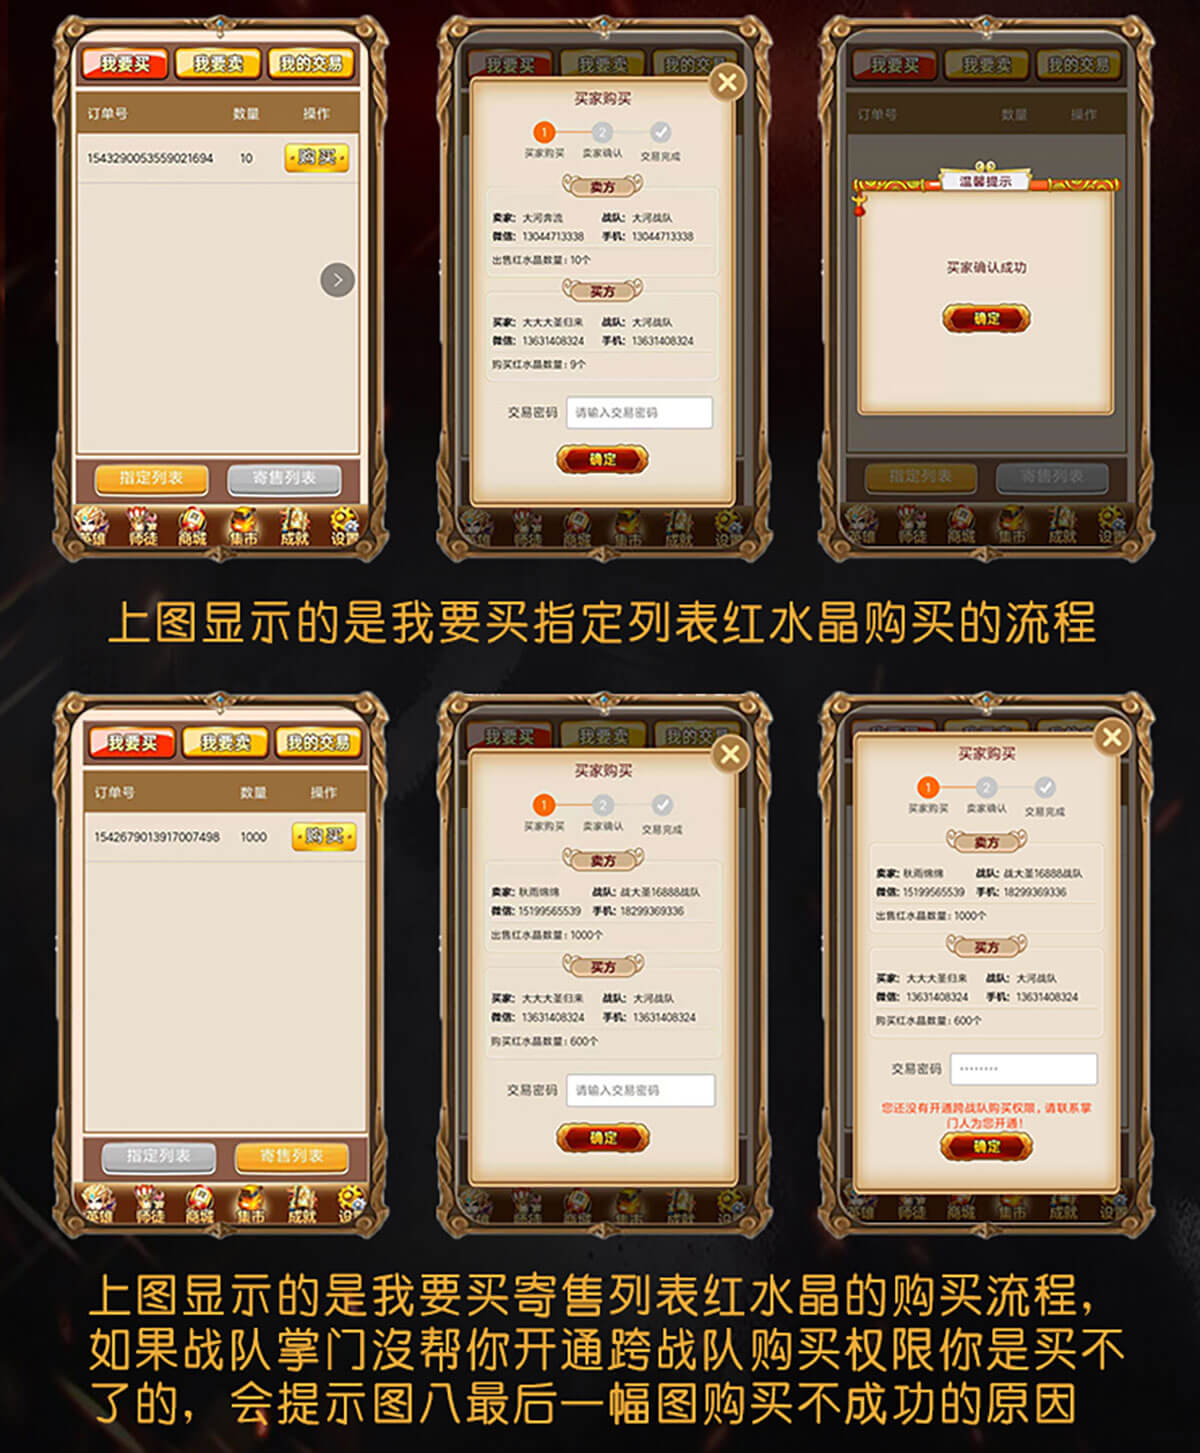 我要买 我要卖 我的交易
订单号 数量 操作
1543290053559021694 10 购买
指定列表 寄售列表
英雄 师徒 商城 集市 成就 设置
我要买 我要卖 我的交易
买家购买
1 2
买家购买 卖家确认 交易完成
卖方
卖家: 大河奔流 战队: 大河战队
微信: 13044713338 手机: 13044713338
出售红水晶数量: 10个
买方
买家: 大大大圣归来 战队: 大河战队
微信: 13631408324 手机: 13631408324
购买红水晶数量: 9个
交易密码 请输入交易密码
确定
英雄 师徒 商城 集市 成就 设置
我要买 我要卖 我的交易
订单号 数量 操作
温馨提示
买家确认成功
确定
指定列表 寄售列表
英雄 师徒 商城 集市 成就 设置
上图显示的是我要买指定列表红水晶购买的流程
我要买 我要卖 我的交易
订单号 数量 操作
1542679013917007498 1000 购买
指定列表 寄售列表
英雄 师徒 商城 集市 成就 设
我要买 我要卖 我的交易
买家购买
1 2
买家购买 卖家确认 交易完成
卖方
卖家: 秋雨绵绵 战队: 战大圣16888战队
微信: 15199565539 手机: 18299369336
出售红水晶数量: 1000个
买方
买家: 大大大圣归来 战队: 大河战队
微信: 13631408324 手机: 13631408324
购买红水晶数量: 600个
交易密码 请输入交易密码
确定
英雄 师徒 商城 集市 成就 设
买家购买
1 2
买家购买 卖家确认 交易完成
卖方
卖家: 秋雨绵绵 战队: 战大圣16888战队
微信: 15199565539 手机: 18299369336
出售红水晶数量: 1000个
买方
买家: 大大大圣归来 战队: 大河战队
微信: 13631408324 手机: 13631408324
购买红水晶数量: 600个
交易密码 ········
您还没有开通跨战队购买权限, 请联系掌
门人为您开通!
确定
英雄 师徒 商城 集市 成就 设置
上图显示的是我要买寄售列表红水晶的购买流程,
如果战队掌门沒帮你开通跨战队购买权限你是买不
了的, 会提示图八最后一幅图购买不成功的原因